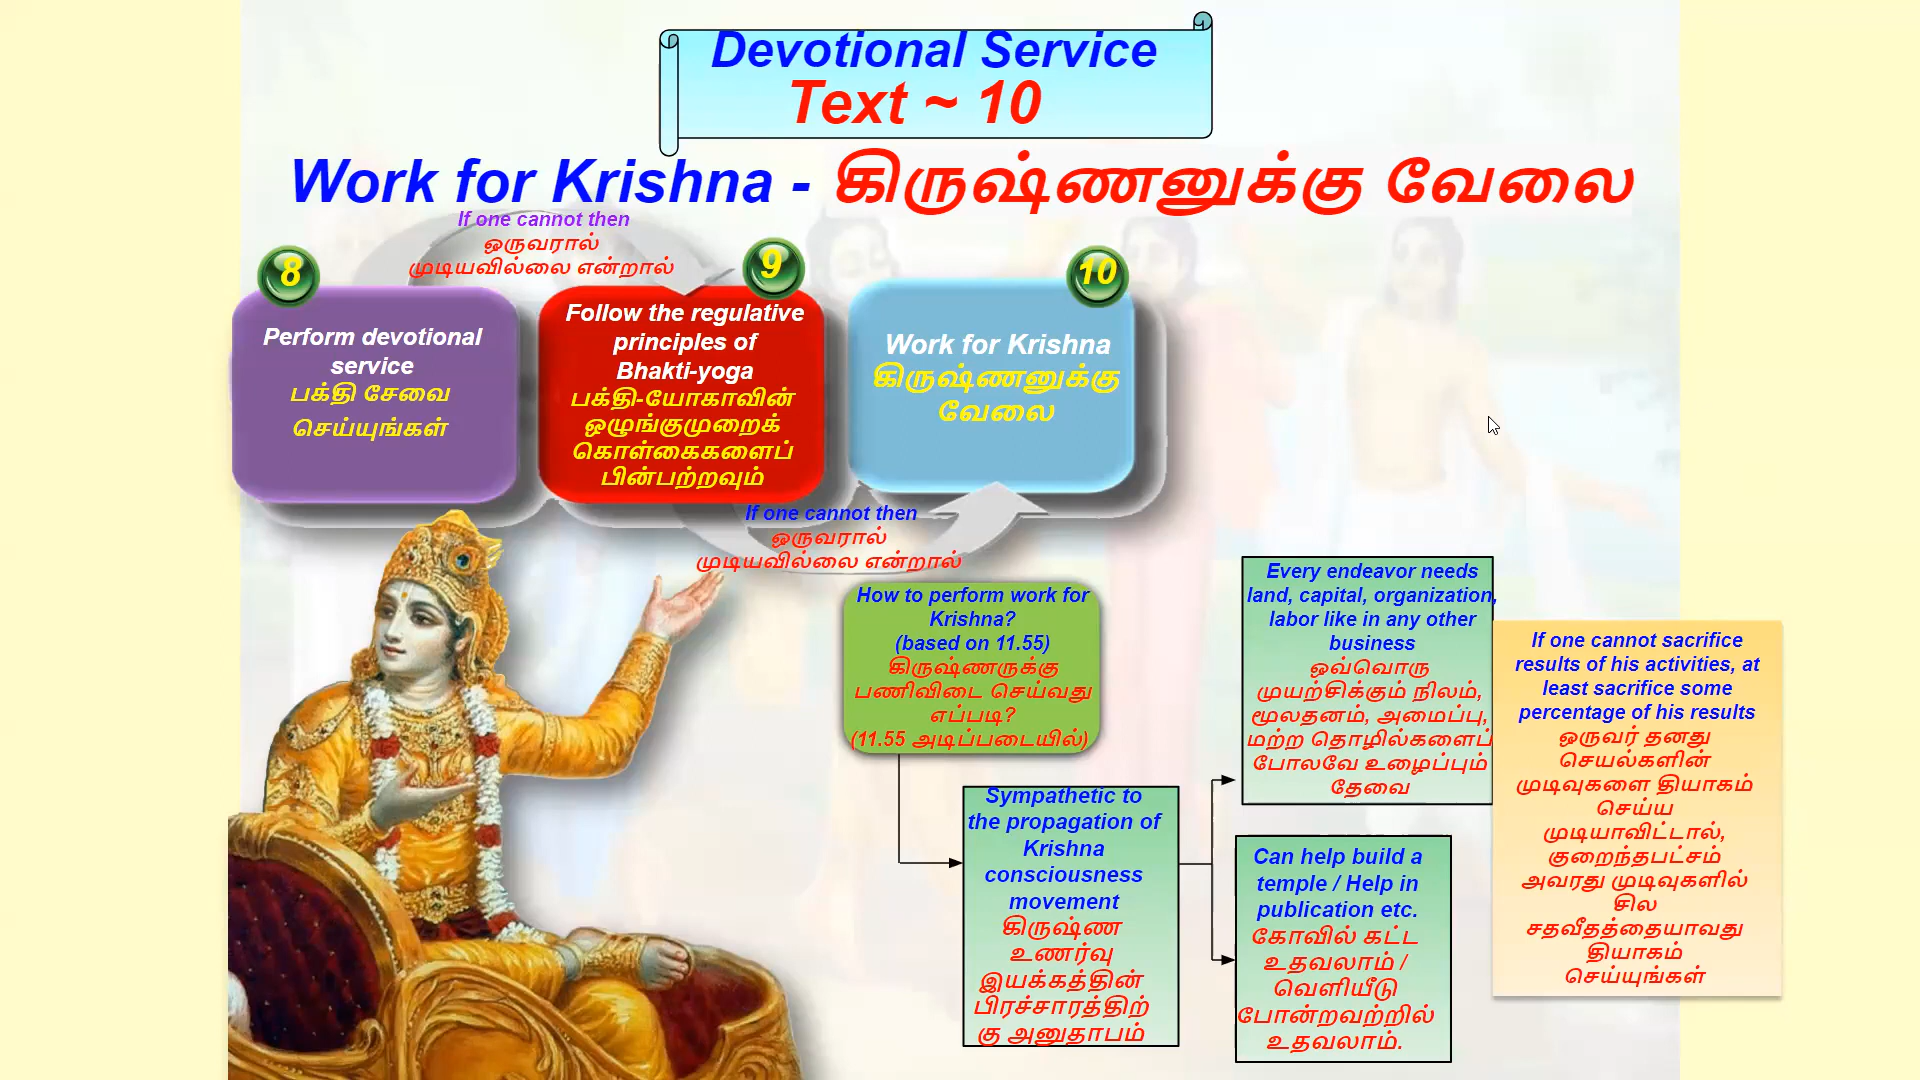 Devotional Service
Text ~ 10
Work for Krishna - கிருஷ்ணனுக்கு வேலை
If one cannot then
ஒருவரால்
முடியவில்லை என்றால்
8
Perform devotional
service
பக்தி சேவை
செய்யுங்கள்
9
Follow the regulative
principles of
Bhakti-yoga
பக்தி-யோகாவின்
ஒழுங்குமுறைக்
கொள்கைகளைப்
பின்பற்றவும்
10
Work for Krishna
கிருஷ்ணனுக்கு
வேலை
If one cannot then
ஒருவரால்
முடியவில்லை என்றால்
How to perform work for
Krishna?
(based on 11.55)
கிருஷ்ணருக்கு
பணிவிடை செய்வது
எப்படி?
(11.55 அடிப்படையில்)
Sympathetic to
the propagation of
Krishna
consciousness
movement
கிருஷ்ண
உணர்வு
இயக்கத்தின்
பிரச்சாரத்திற்
கு அனுதாபம்
Every endeavor needs
land, capital, organization,
labor like in any other
business
ஒவ்வொரு
முயற்சிக்கும் நிலம்,
மூலதனம், அமைப்பு,
மற்ற தொழில்களைப்
போலவே உழைப்பும்
தேவை
Can help build a
temple / Help in
publication etc.
கோவில் கட்ட
உதவலாம் /
வெளியீடு
போன்றவற்றில்
உதவலாம்.
If one cannot sacrifice
results of his activities, at
least sacrifice some
percentage of his results
ஒருவர் தனது
செயல்களின்
முடிவுகளை தியாகம்
செய்ய
முடியாவிட்டால்,
குறைந்தபட்சம்
அவரது முடிவுகளில்
சில
சதவீதத்தையாவது
தியாகம்
செய்யுங்கள்